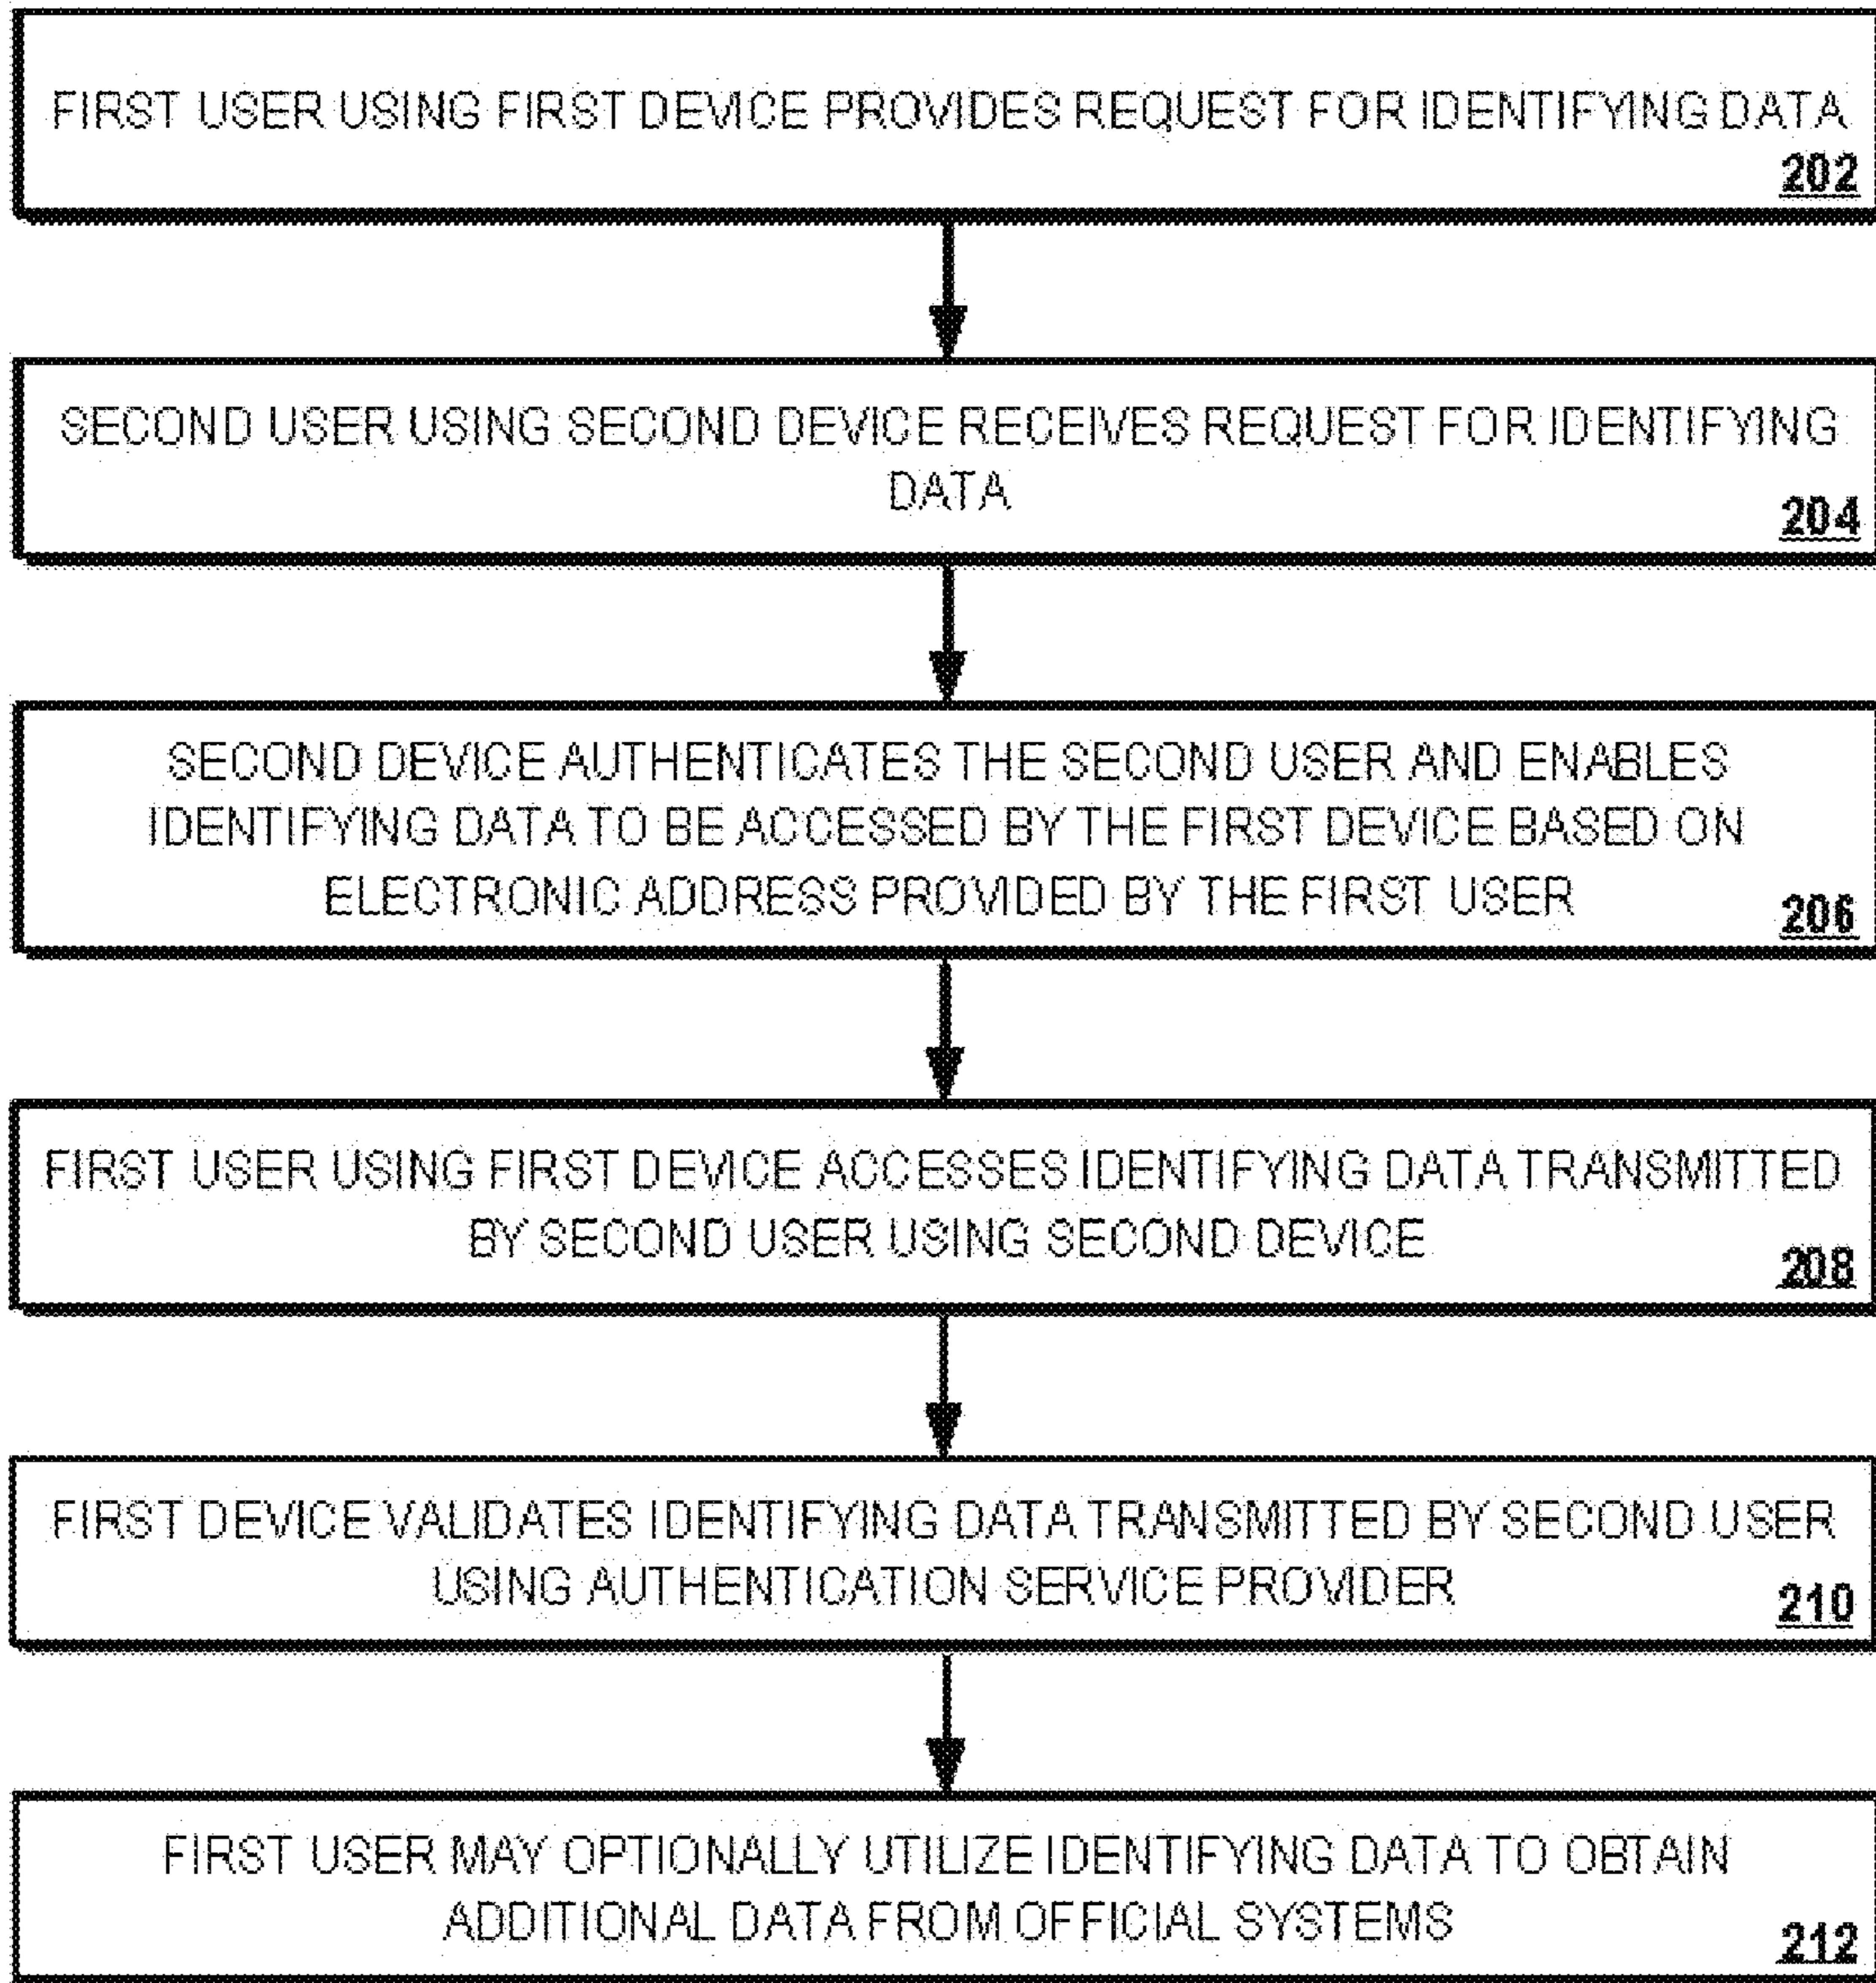 FIRST USER USING FIRST DEVICE PROVIDES REQUEST FOR IDENTIFYING DATA
202
SECOND USER USING SECOND DEVICE RECEIVES REQUEST FOR IDENTIFYING
DATA
204
SECOND DEVICE AUTHENTICATES THE SECOND USER AND ENABLES
IDENTIFYING DATA TO BE ACCESSED BY THE FIRST DEVICE BASED ON
ELECTRONIC ADDRESS PROVIDED BY THE FIRST USER
206
FIRST USER USING FIRST DEVICE ACCESSES IDENTIFYING DATA TRANSMITTED
BY SECOND USER USING SECOND DEVICE
208
FIRST DEVICE VALIDATES IDENTIFYING DATA TRANSMITTED BY SECOND USER
USING AUTHENTICATION SERVICE PROVIDER
210
FIRST USER MAY OPTIONALLY UTILIZE IDENTIFYING DATA TO OBTAIN
ADDITIONAL DATA FROM OFFICIAL SYSTEMS
212